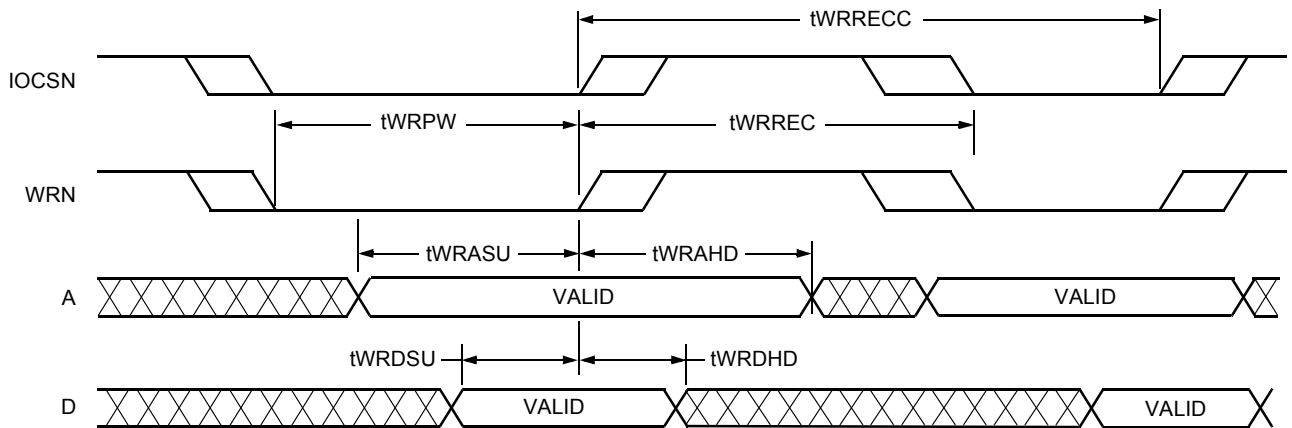 tWRRECC
IOCSN
tWRPW
tWRREC
WRN
tWRASU
tWRAHD
A
VALID
VALID
tWRDSU
tWRDHD
D
VALID
VALID